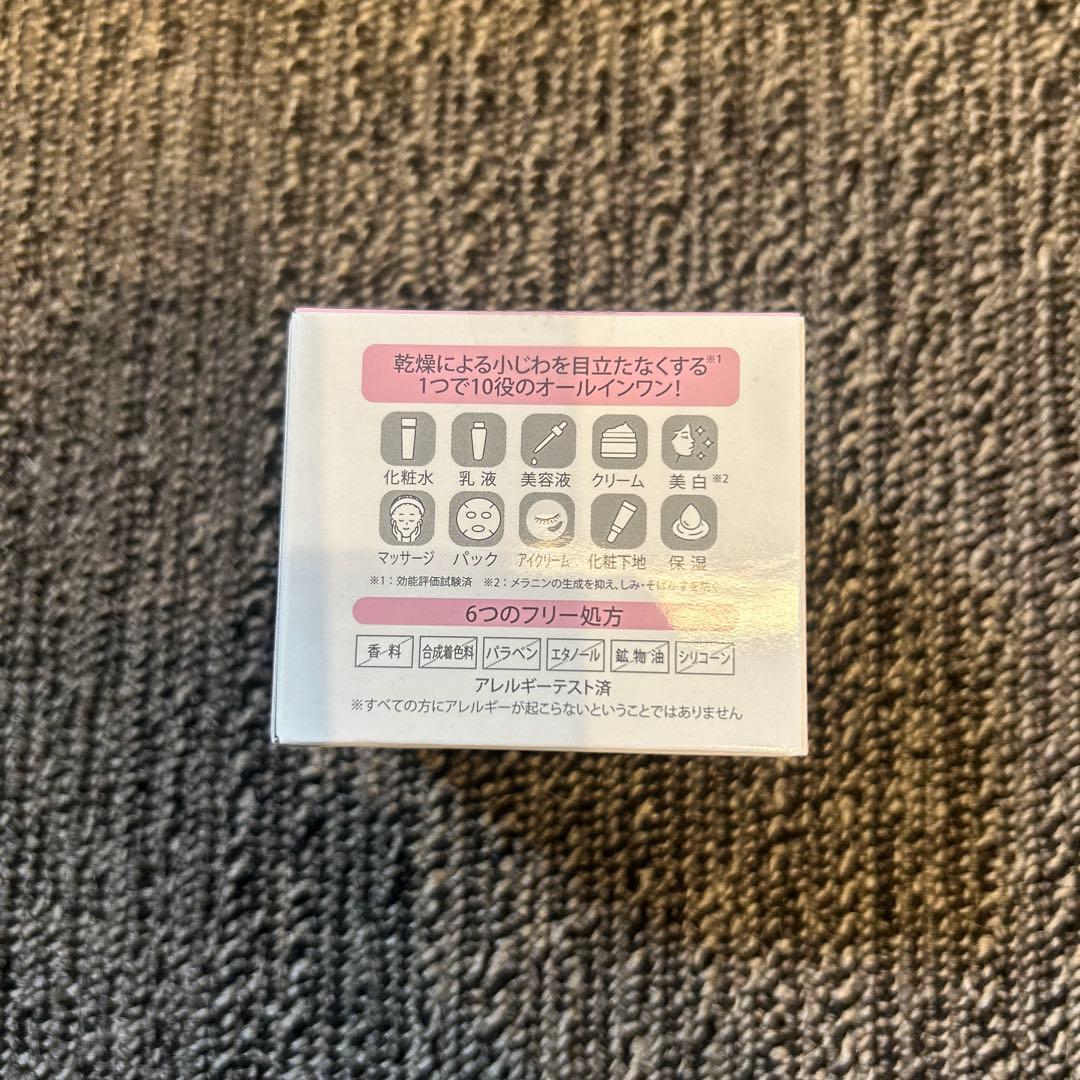 乾燥による小じわを目立たなくする※1
1つで10役のオールインワン!
化粧水 乳液 美容液 クリーム 美白※2
マッサージ パック アイクリーム 化粧下地 保湿
※1：効能評価試験済 ※2：メラニンの生成を抑え、しみ・そばかすを防ぐ
6つのフリー処方
香料 合成着色料 パラベン エタノール 鉱物油 シリコーン
アレルギーテスト済
※すべての方にアレルギーが起こらないということではありません